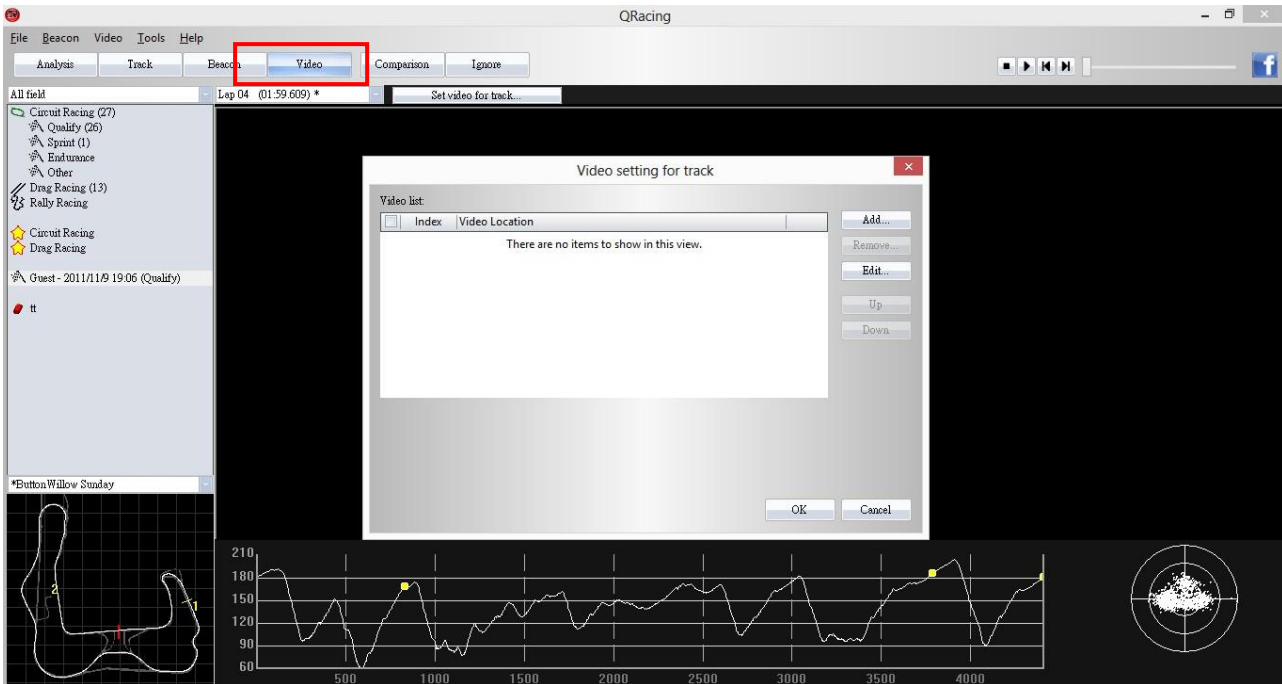 QRacing
File Beacon Video Tools Help
Analysis Track Beacon Video Comparison Ignore
All field Lap 04 (01:59.609) * Set video for track...
Circuit Racing (27)
Qualify (26)
Sprint (1)
Endurance
Other
Drag Racing (13)
Rally Racing
Circuit Racing
Drag Racing
Guest - 2011/11/9 19:06 (Qualify)
tt
Video setting for track
Video list:
Index Video Location
There are no items to show in this view.
Add...
Remove...
Edit...
Up
Down
OK Cancel
*ButtonWillow Sunday
2
1
210
180
150
120
90
60
500 1000 1500 2000 2500 3000 3500 4000
f